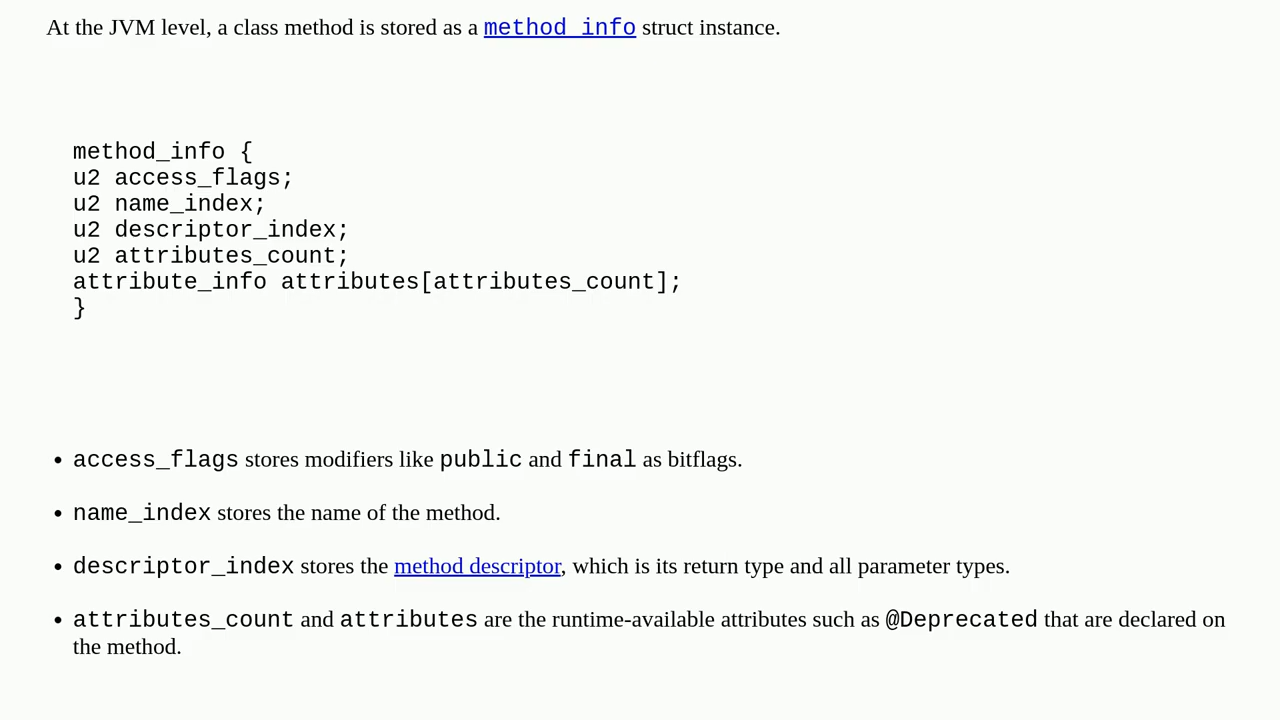 At the JVM level, a class method is stored as a method_info struct instance.
method_info {
u2 access_flags;
u2 name_index;
u2 descriptor_index;
u2 attributes_count;
attribute_info attributes[attributes_count];
}
• access_flags stores modifiers like public and final as bitflags.
• name_index stores the name of the method.
• descriptor_index stores the method descriptor, which is its return type and all parameter types.
• attributes_count and attributes are the runtime-available attributes such as @Deprecated that are declared on
the method.